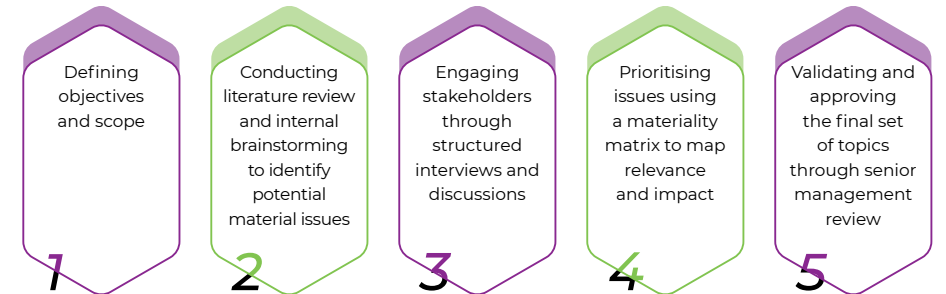 Defining
objectives
and scope
1
Conducting
literature review
and internal
brainstorming
to identify
potential
material issues
2
Engaging
stakeholders
through
structured
interviews and
discussions
3
Prioritising
issues using
a materiality
matrix to map
relevance
and impact
4
Validating and
approving
the final set
of topics
through senior
management
review
5